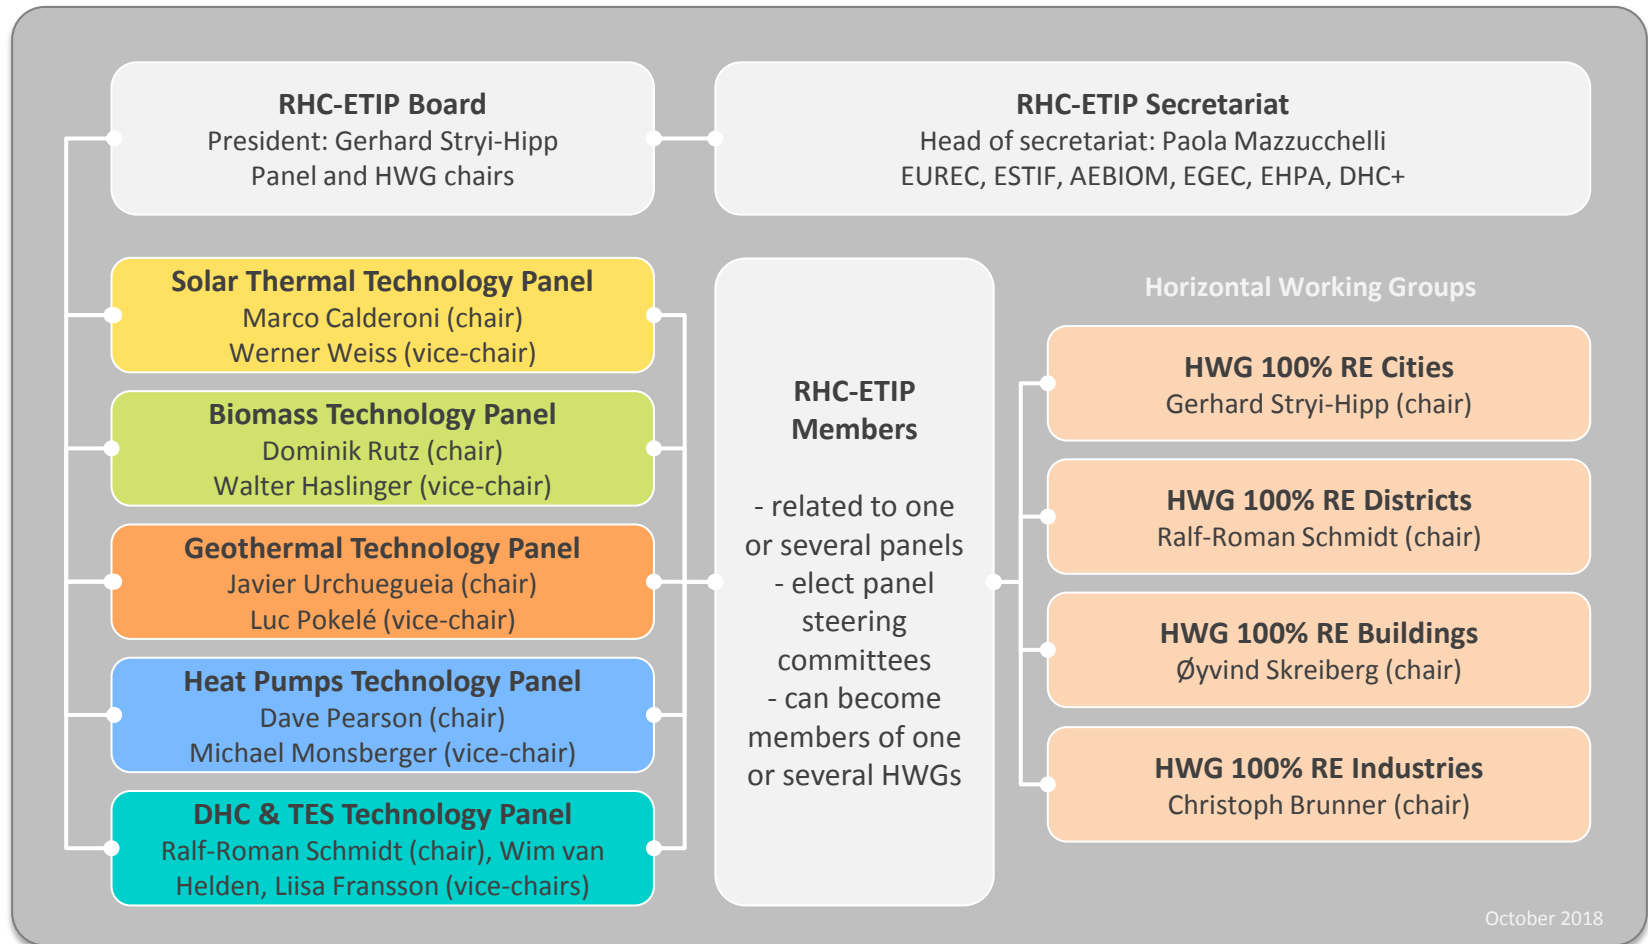 RHC-ETIP Board
President: Gerhard Stryi-Hipp
Panel and HWG chairs
RHC-ETIP Secretariat
Head of secretariat: Paola Mazzucchelli
EUREC, ESTIF, AEBIOM, EGEC, EHPA, DHC+
Solar Thermal Technology Panel
Marco Calderoni (chair)
Werner Weiss (vice-chair)
Biomass Technology Panel
Dominik Rutz (chair)
Walter Haslinger (vice-chair)
Geothermal Technology Panel
Javier Urchuegueia (chair)
Luc Pokelé (vice-chair)
Heat Pumps Technology Panel
Dave Pearson (chair)
Michael Monsberger (vice-chair)
DHC & TES Technology Panel
Ralf-Roman Schmidt (chair), Wim van
Helden, Liisa Fransson (vice-chairs)
RHC-ETIP
Members
- related to one
or several panels
- elect panel
steering
committees
- can become
members of one
or several HWGs
Horizontal Working Groups
HWG 100% RE Cities
Gerhard Stryi-Hipp (chair)
HWG 100% RE Districts
Ralf-Roman Schmidt (chair)
HWG 100% RE Buildings
Øyvind Skreiberg (chair)
HWG 100% RE Industries
Christoph Brunner (chair)
October 2018